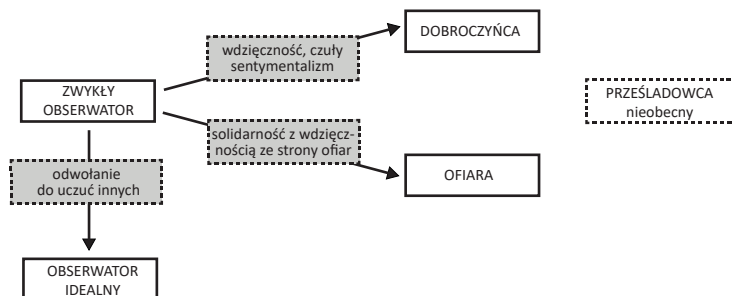 DOBROCZYŃCA
wdzięczność, czuły
sentymentalizm
ZWYKŁY
OBSERWATOR
PRZEŚLADOWCA
nieobecny
solidarność z wdzięcz-
nością ze strony ofiar
OFIARA
odwołanie
do uczuć innych
OBSERWATOR
IDEALNY